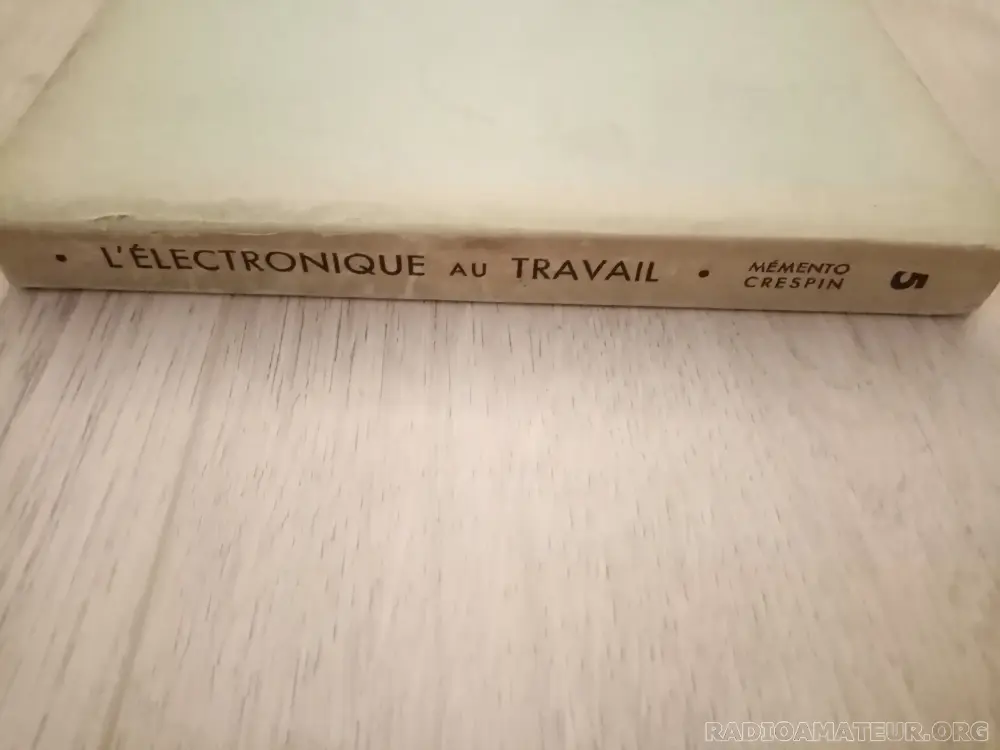 • L'ÉLECTRONIQUE AU TRAVAIL •
MÉMENTO
CRESPIN
5
RADIOAMATEUR.ORG